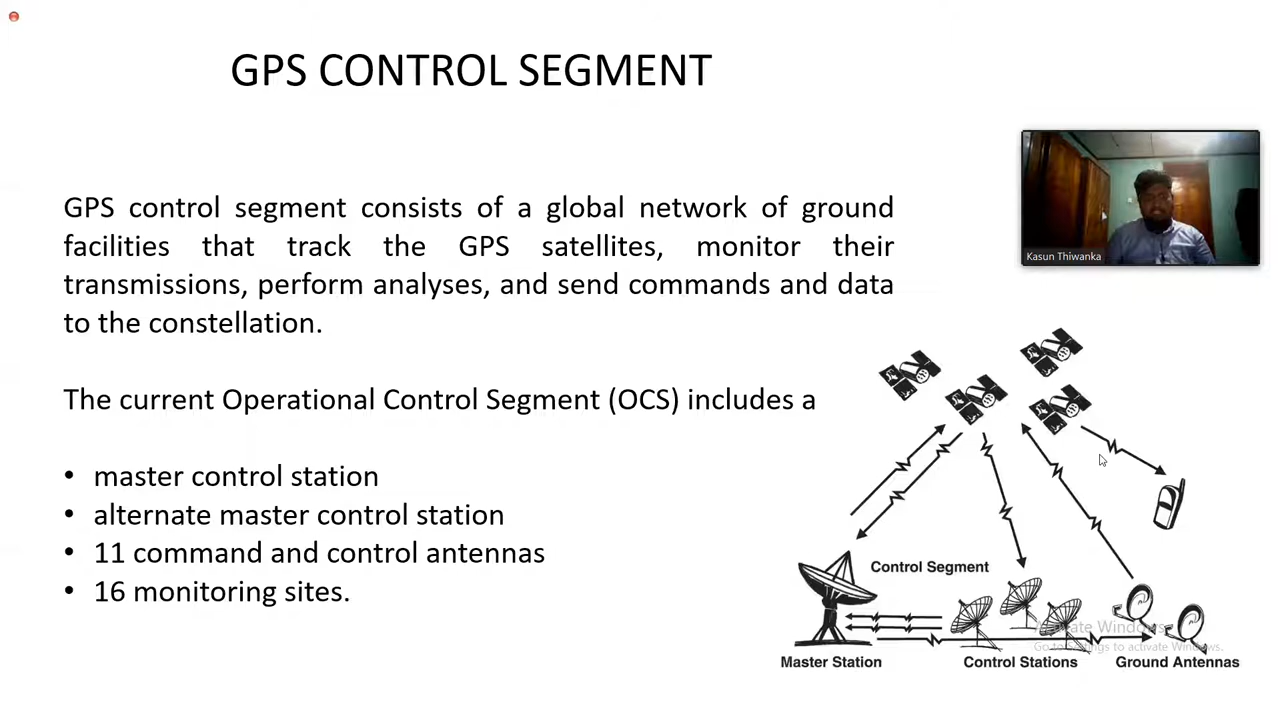 GPS CONTROL SEGMENT
GPS control segment consists of a global network of ground
facilities that track the GPS satellites, monitor their
transmissions, perform analyses, and send commands and data
to the constellation.
The current Operational Control Segment (OCS) includes a
• master control station
• alternate master control station
• 11 command and control antennas
• 16 monitoring sites.
Kasun Thiwanka
Control Segment
Master Station
Control Stations
Ground Antennas
Activate Windows
Go to Settings to activate Windows.